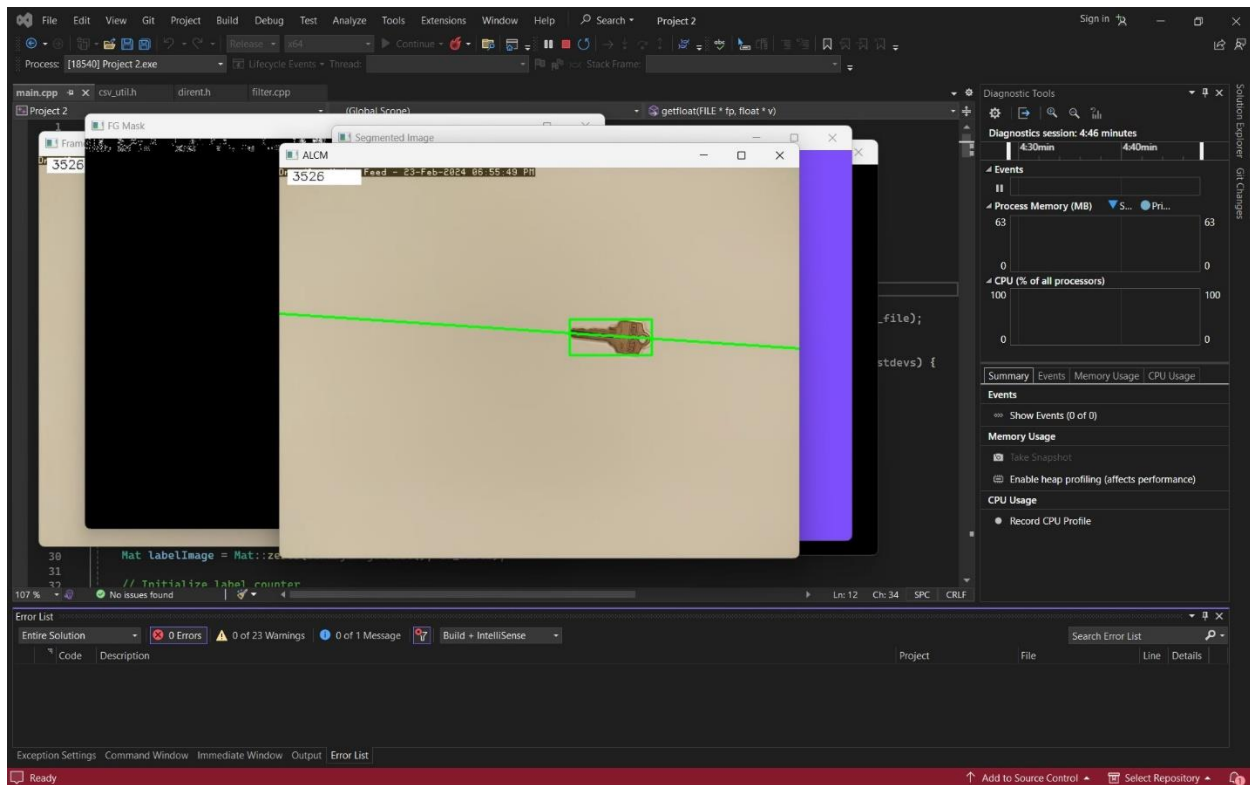 File Edit View Git Project Build Debug Test Analyze Tools Extensions Window Help Search Project 2 Sign in
Release x64 Continue
Process: [18540] Project 2.exe Lifecycle Events Thread: Stack Frame:
main.cpp csv_util.h dirent.h filter.cpp
Project 2 (Global Scope) getfloat(FILE * fp, float * v)
1
FG Mask
Segmented Image
ALCM
3526
3526
Feed - 23-Feb-2024 06:55:49 PM
_file);
stdevs) {
30 Mat labelImage = Mat::ze
31
32 // Initialize label counter
107 % No issues found Ln: 12 Ch: 34 SPC CRLF
Diagnostic Tools
Diagnostics session: 4:46 minutes
4:30min 4:40min
Events
Process Memory (MB) S... Pri...
63 63
0 0
CPU (% of all processors)
100 100
0 0
Summary Events Memory Usage CPU Usage
Events
Show Events (0 of 0)
Memory Usage
Take Snapshot
Enable heap profiling (affects performance)
CPU Usage
Record CPU Profile
Solution Explorer
Git Changes
Error List
Entire Solution 0 Errors 0 of 23 Warnings 0 of 1 Message Build + IntelliSense Search Error List
Code Description Project File Line Details
Exception Settings Command Window Immediate Window Output Error List
Ready Add to Source Control Select Repository